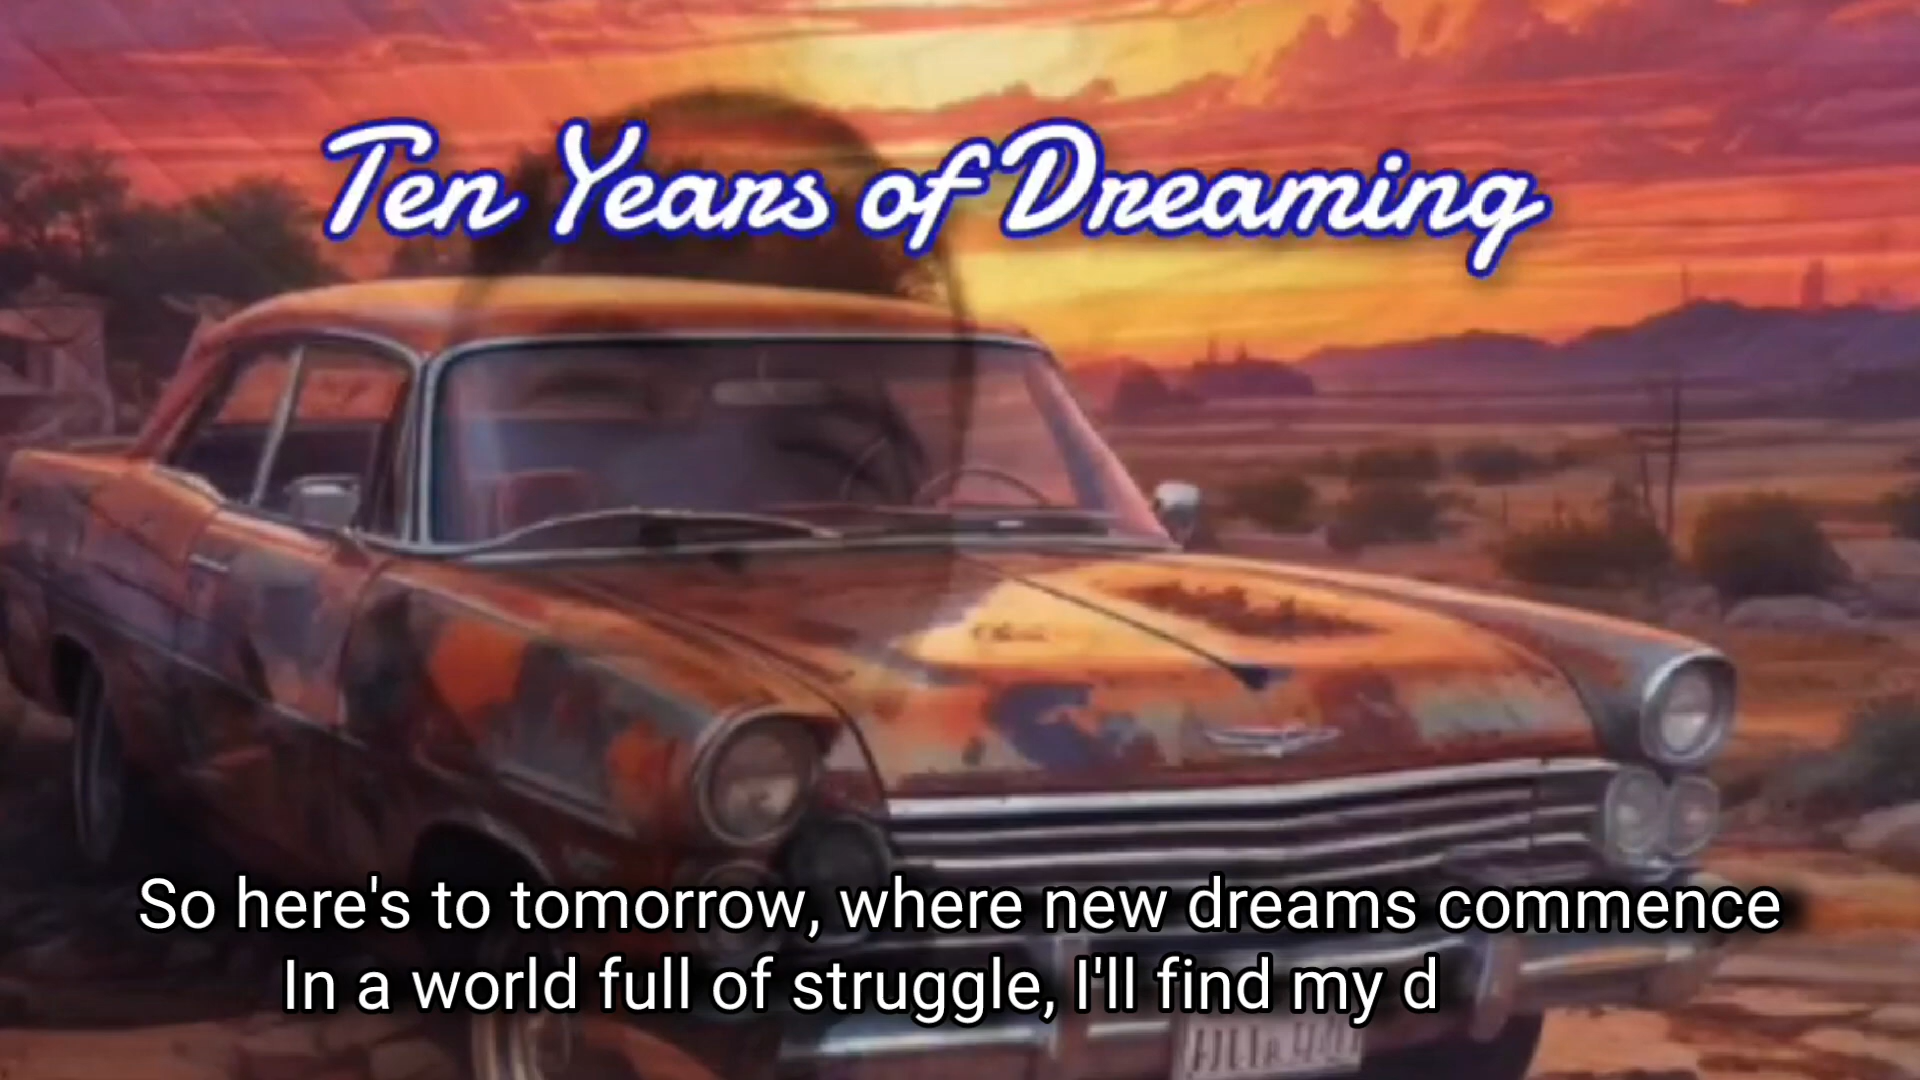 Ten Years of Dreaming
So here's to tomorrow, where new dreams commence
In a world full of struggle, I'll find my d